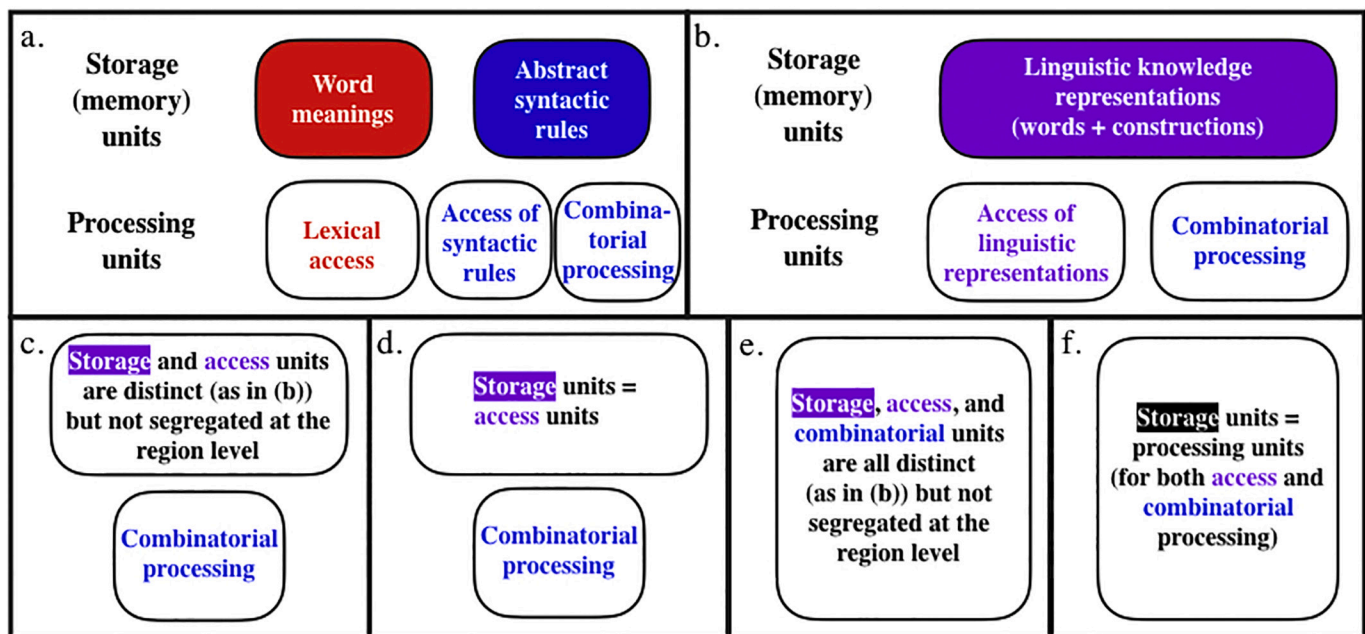 a.
Storage
(memory)
units
Word
meanings
Abstract
syntactic
rules
Processing
units
Lexical
access
Access of
syntactic
rules
Combina-
torial
processing
b.
Storage
(memory)
units
Linguistic knowledge
representations
(words + constructions)
Processing
units
Access of
linguistic
representations
Combinatorial
processing
c.
Storage and access units
are distinct (as in (b))
but not segregated at the
region level
Combinatorial
processing
d.
Storage units =
access units
Combinatorial
processing
e.
Storage, access, and
combinatorial units
are all distinct
(as in (b)) but not
segregated at the
region level
f.
Storage units =
processing units
(for both access and
combinatorial
processing)